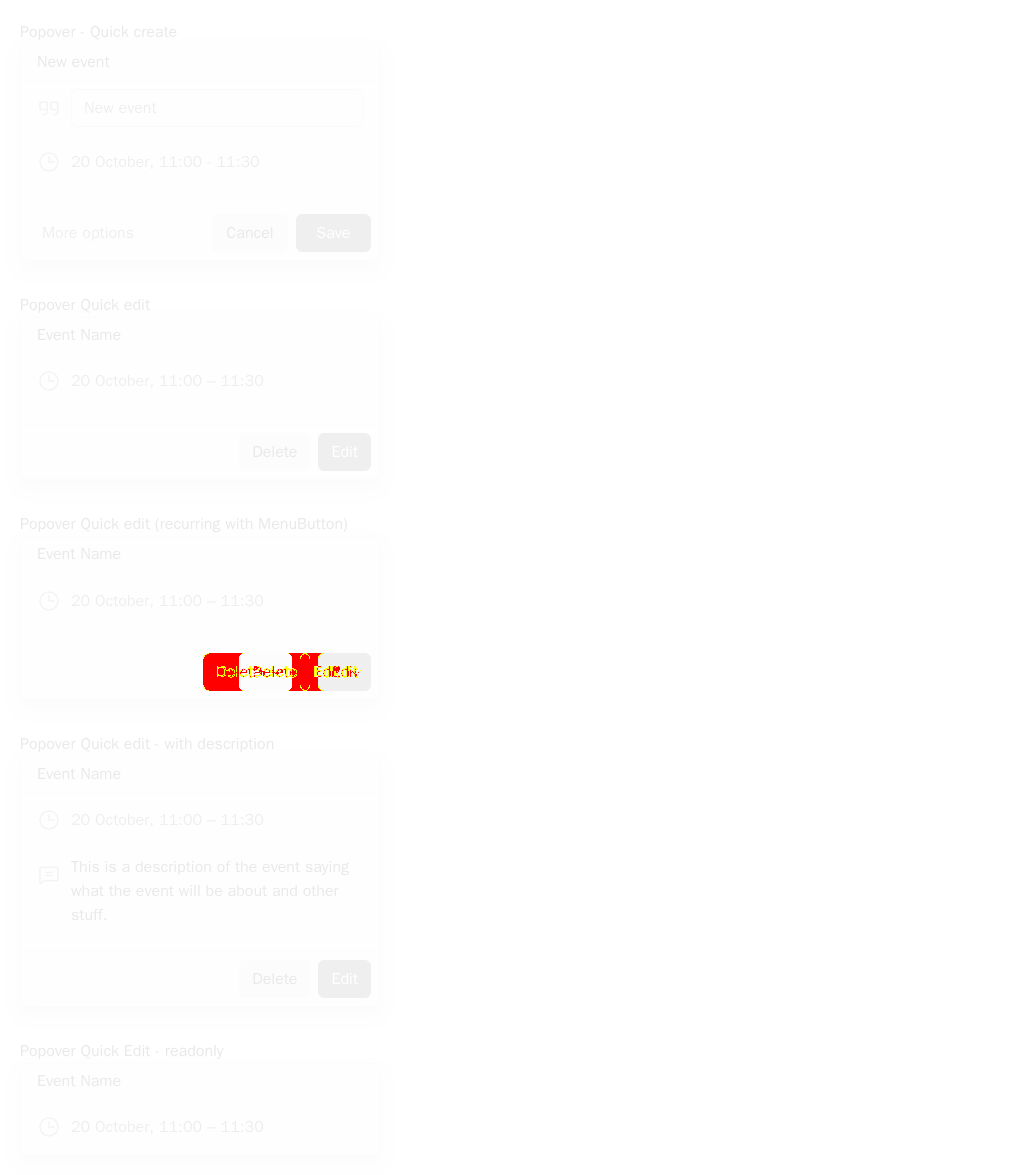 Popover - Quick create
New event
New event
20 October, 11:00 - 11:30
More options Cancel Save
Popover Quick edit
Event Name
20 October, 11:00 – 11:30
Delete Edit
Popover Quick edit (recurring with MenuButton)
Event Name
20 October, 11:00 – 11:30
Popover Quick edit - with description
Event Name
20 October, 11:00 – 11:30
This is a description of the event saying
what the event will be about and other
stuff.
Delete Edit
Popover Quick Edit - readonly
Event Name
20 October, 11:00 – 11:30